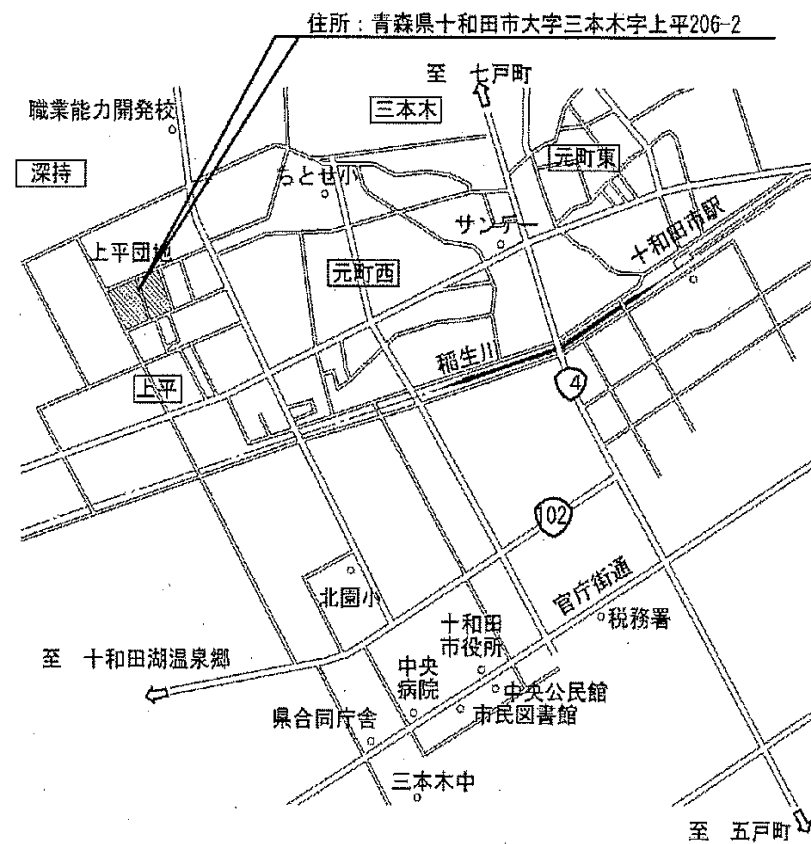 住所：青森県十和田市大字三本木字上平206-2
至 七戸町
職業能力開発校
三本木
深持
元町東
ちとせ小
サンデー
十和田市駅
上平団地
元町西
稲生川
上平
4
102
北園小
官庁街通
税務署
十和田
市役所
至 十和田湖温泉郷
中央
病院
中央公民館
市民図書館
県合同庁舎
三本木中
至 五戸町